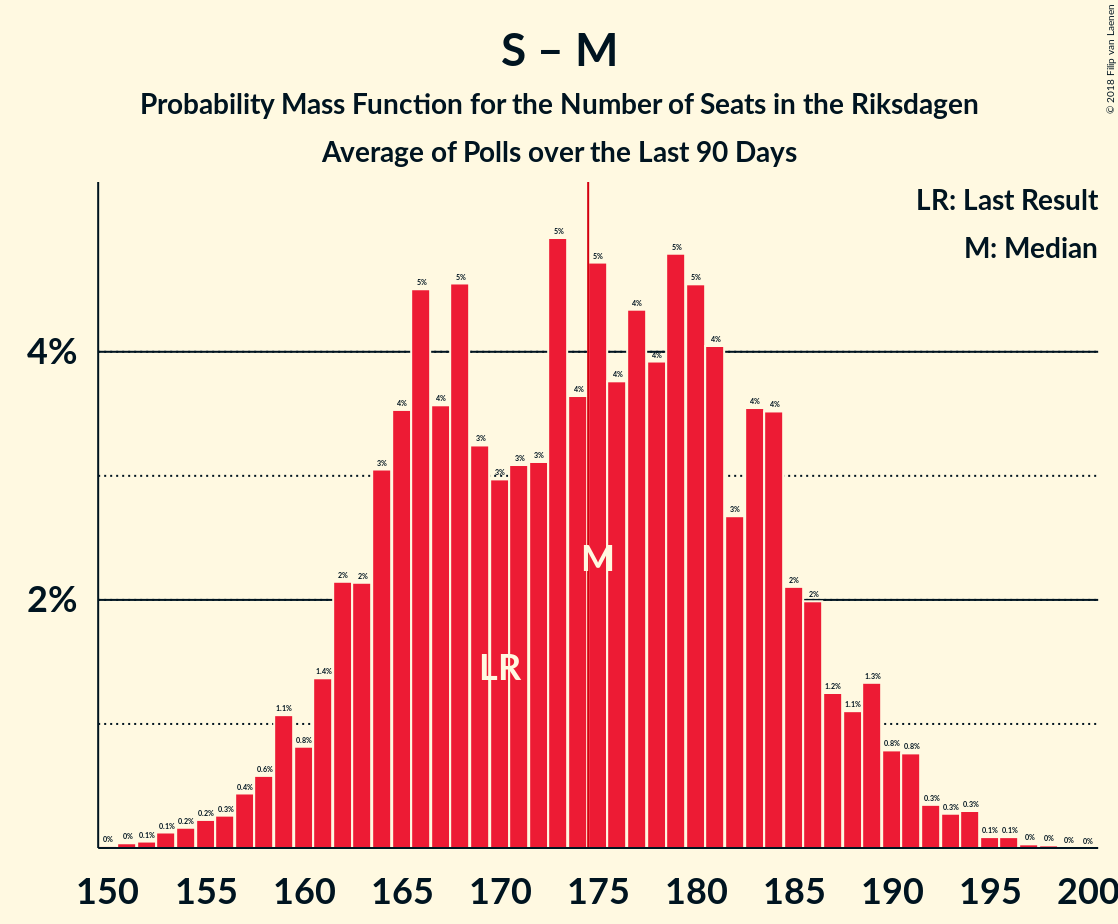 S – M
Probability Mass Function for the Number of Seats in the Riksdagen
Average of Polls over the Last 90 Days
© 2018 Filip van Laenen
LR: Last Result
M: Median
4%
2%
0% 0% 0.1% 0.1% 0.2% 0.2% 0.3% 0.4% 0.6% 1.1% 0.8% 1.4% 2% 2% 3% 4% 5% 4% 5% 3% 3% 3% 3% 5% 4% 5% 4% 4% 4% 5% 5% 4% 3% 4% 4% 2% 2% 1.2% 1.1% 1.3% 0.8% 0.8% 0.3% 0.3% 0.3% 0.1% 0.1% 0% 0% 0% 0%
M
LR
150 155 160 165 170 175 180 185 190 195 200